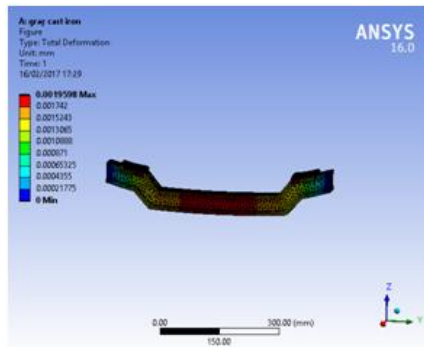 A: gray cast iron
Figure
Type: Total Deformation
Unit: mm
Time: 1
16/02/2017 17:29
ANSYS
16.0
0.0019598 Max
0.001742
0.0015243
0.0013065
0.0010888
0.000871
0.00065325
0.0004355
0.00021775
0 Min
Z
Y
0.00
300.00 (mm)
150.00